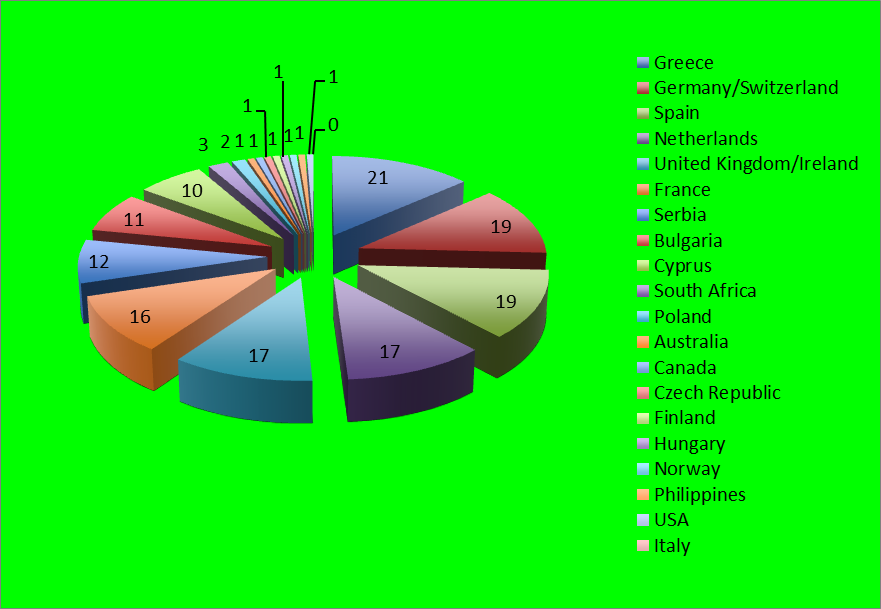 21
19
19
17
17
16
12
11
10
3
2
1
1
1
1
1
1
1
1
0
Greece
Germany/Switzerland
Spain
Netherlands
United Kingdom/Ireland
France
Serbia
Bulgaria
Cyprus
South Africa
Poland
Australia
Canada
Czech Republic
Finland
Hungary
Norway
Philippines
USA
Italy